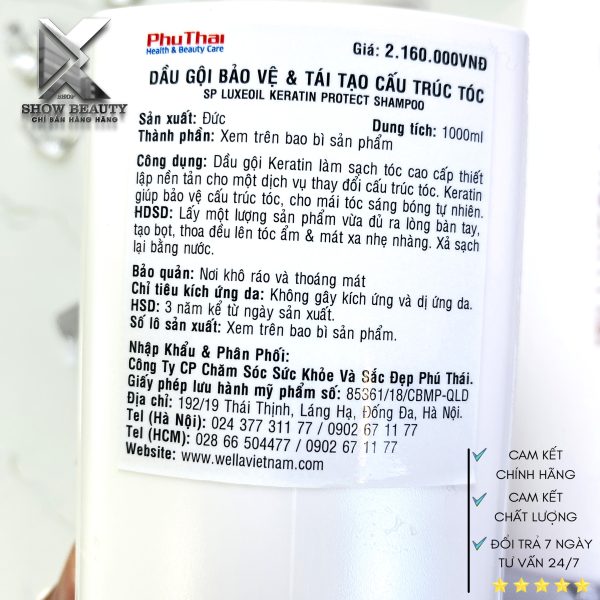 PhuThai
Health & Beauty Care
Giá: 2.160.000VNĐ
SHOP
SHOW BEAUTY
CHỈ BÁN HÀNG HÃNG
DẦU GỘI BẢO VỆ & TÁI TẠO CẤU TRÚC TÓC
SP LUXEOIL KERATIN PROTECT SHAMPOO
Sản xuất: Đức
Dung tích: 1000ml
Thành phần: Xem trên bao bì sản phẩm
Công dụng: Dầu gội Keratin làm sạch tóc cao cấp thiết
lập nền tản cho một dịch vụ thay đổi cấu trúc tóc. Keratin
giúp bảo vệ cấu trúc tóc, cho mái tóc sáng bóng tự nhiên.
HDSD: Lấy một lượng sản phẩm vừa đủ ra lòng bàn tay,
tạo bọt, thoa đều lên tóc ẩm & mát xa nhẹ nhàng. Xả sạch
lại bằng nước.
Bảo quản: Nơi khô ráo và thoáng mát
Chỉ tiêu kích ứng da: Không gây kích ứng và dị ứng da.
HSD: 3 năm kể từ ngày sản xuất.
Số lô sản xuất: Xem trên bao bì sản phẩm.
Nhập Khẩu & Phân Phối:
Công Ty CP Chăm Sóc Sức Khỏe Và Sắc Đẹp Phú Thái.
Giấy phép lưu hành mỹ phẩm số: 85361/18/CBMP-QLD
Địa chỉ: 192/19 Thái Thịnh, Láng Hạ, Đống Đa, Hà Nội.
Tel (Hà Nội): 024 377 311 77 / 0902 67 11 77
Tel (HCM): 028 66 504477 / 0902 67 11 77
Website: www.wellavietnam.com
CAM KẾT
CHÍNH HÃNG
CAM KẾT
CHẤT LƯỢNG
ĐỔI TRẢ 7 NGÀY
TƯ VẤN 24/7